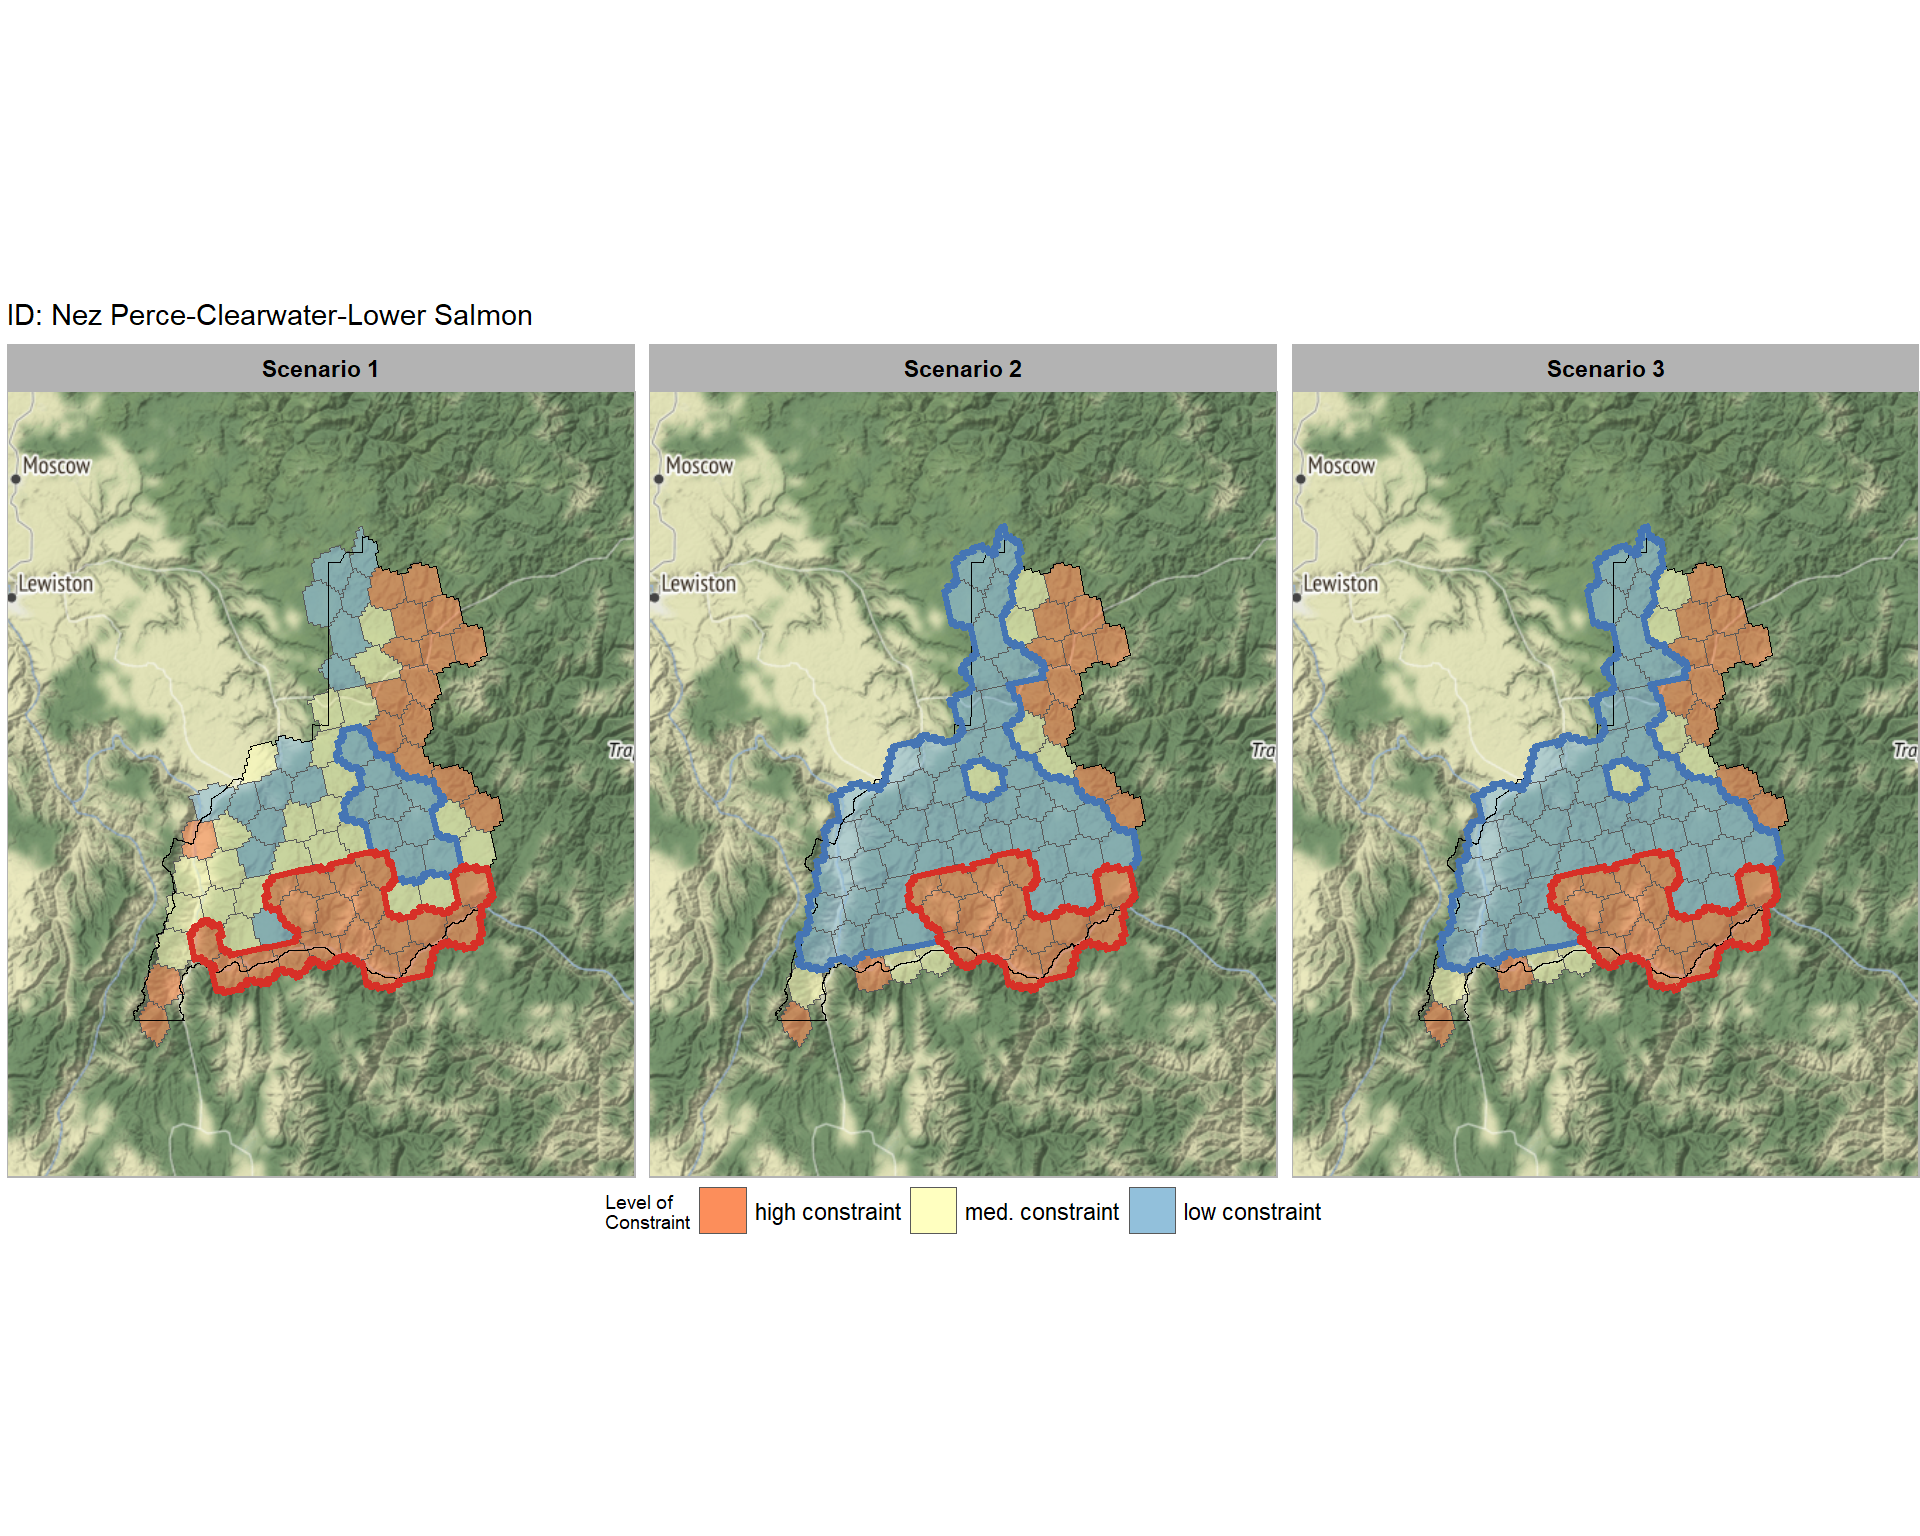 ID: Nez Perce-Clearwater-Lower Salmon
Scenario 1
Scenario 2
Scenario 3
Moscow
Lewiston
Tra
Moscow
Lewiston
Tra
Moscow
Lewiston
Tra
Level of
Constraint
high constraint
med. constraint
low constraint